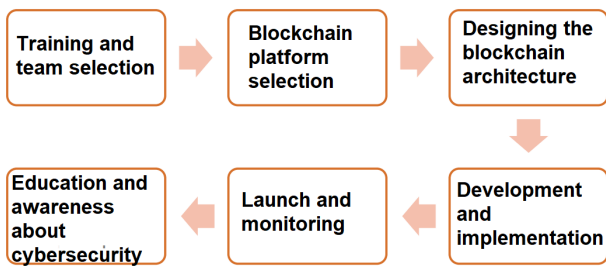 Training and
team selection
Blockchain
platform
selection
Designing the
blockchain
architecture
Development
and
implementation
Launch and
monitoring
Education and
awareness
about
cybersecurity